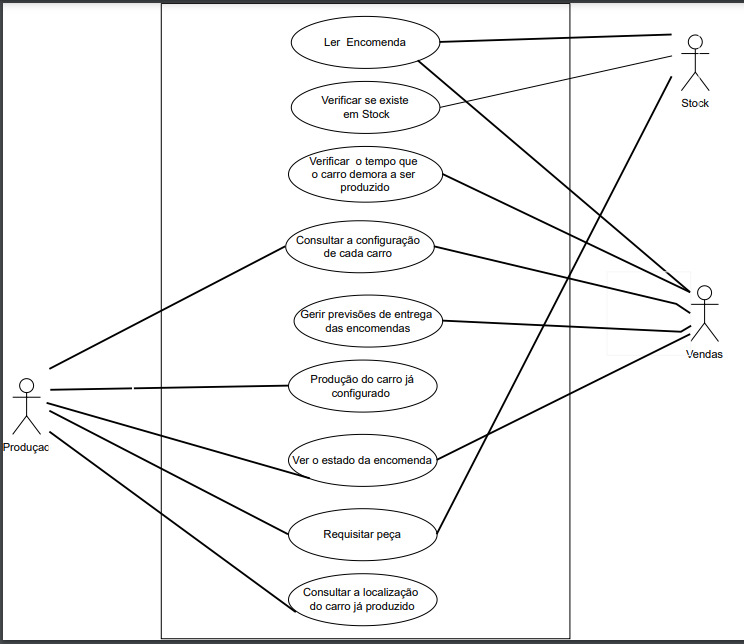 Ler Encomenda
Verificar se existe
em Stock
Verificar o tempo que
o carro demora a ser
produzido
Consultar a configuração
de cada carro
Gerir previsões de entrega
das encomendas
Produção do carro já
configurado
Ver o estado da encomenda
Requisitar peça
Consultar a localização
do carro já produzido
Stock
Vendas
Produçac